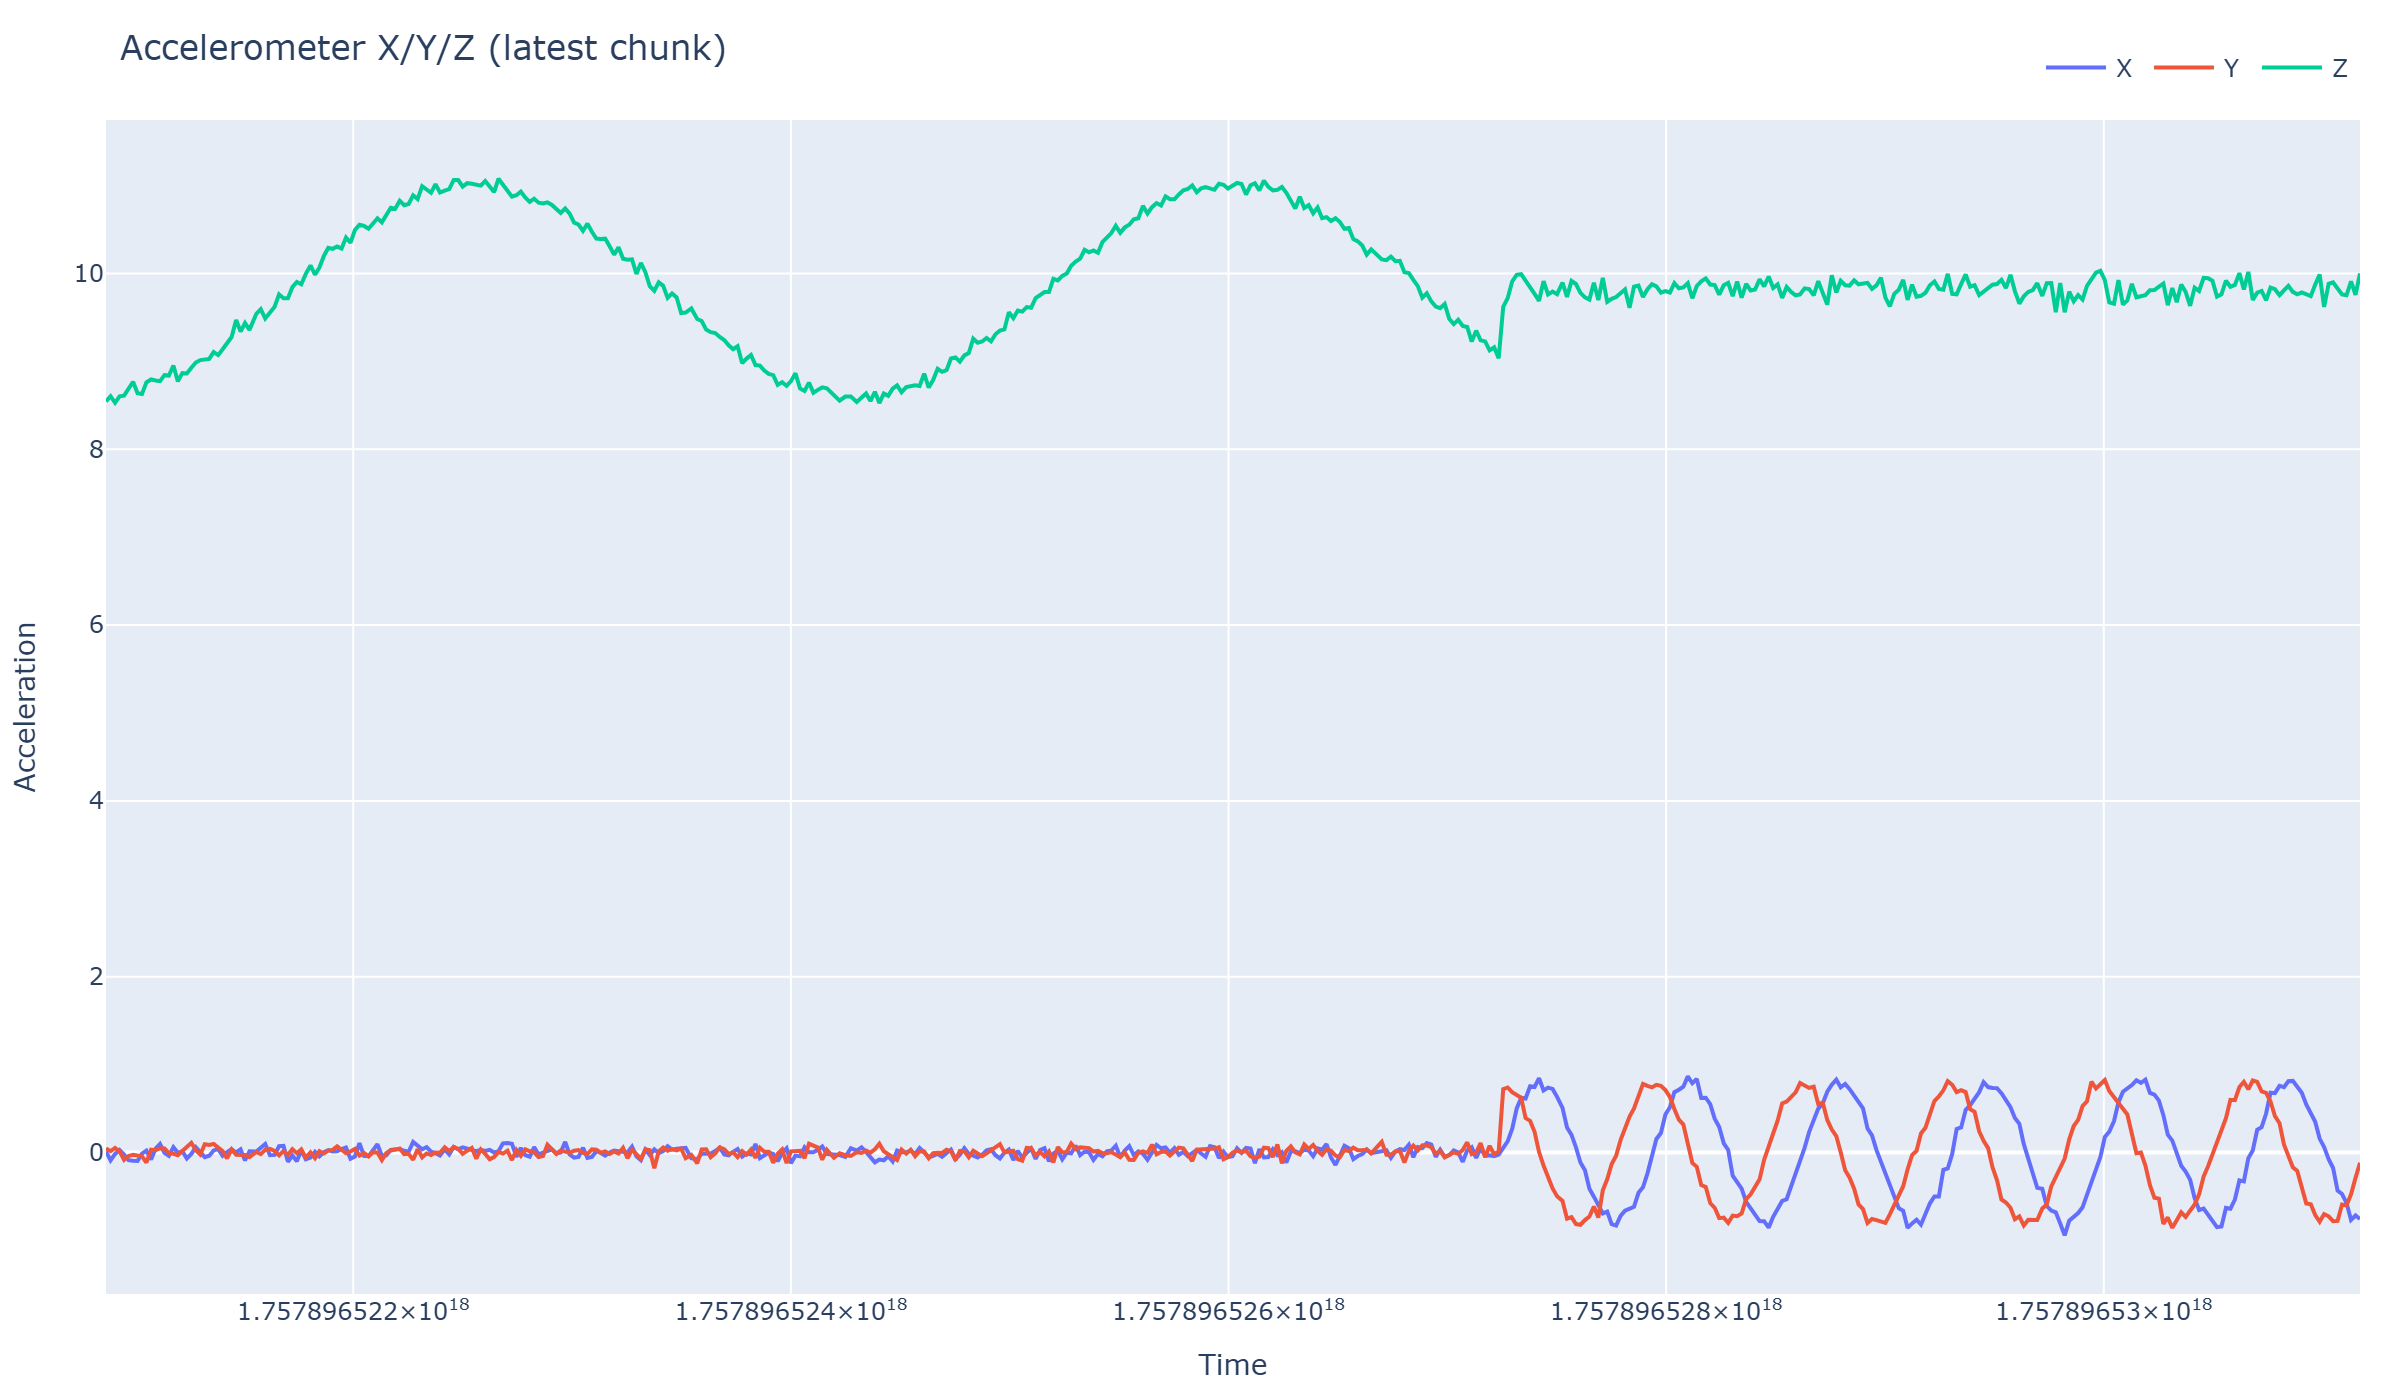 Accelerometer X/Y/Z (latest chunk)
X Y Z
Acceleration
10
8
6
4
2
0
1.757896522×10¹⁸ 1.757896524×10¹⁸ 1.757896526×10¹⁸ 1.757896528×10¹⁸ 1.75789653×10¹⁸
Time